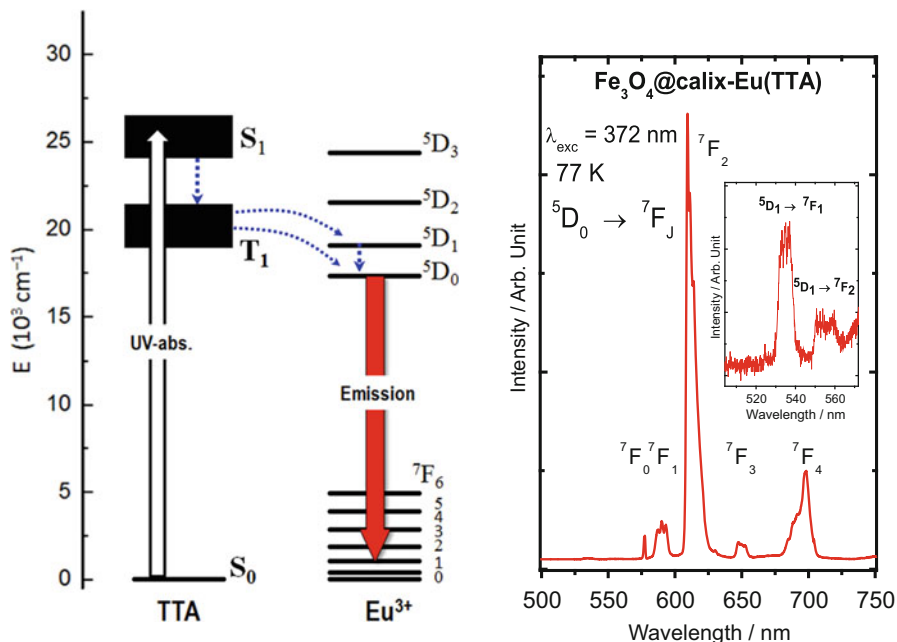 E (10³ cm⁻¹)
30
25
20
15
10
5
0
S₁
T₁
UV-abs.
S₀
TTA
⁵D₃
⁵D₂
⁵D₁
⁵D₀
Emission
⁷F₆
5
4
3
2
1
0
Eu³⁺
Fe₃O₄@calix-Eu(TTA)
λexc = 372 nm
77 K
⁵D₀ → ⁷FJ
⁷F₂
⁷F₀ ⁷F₁
⁷F₃
⁷F₄
Intensity / Arb. Unit
500 550 600 650 700 750
Wavelength / nm
⁵D₁→ ⁷F₁
⁵D₁→ ⁷F₂
Intensity / Arb. Unit
520 540 560
Wavelength / nm